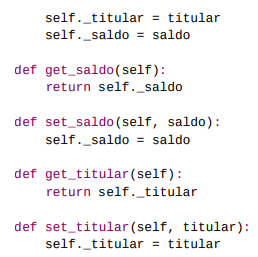 self._titular = titular
    self._saldo = saldo

def get_saldo(self):
    return self._saldo

def set_saldo(self, saldo):
    self._saldo = saldo

def get_titular(self):
    return self._titular

def set_titular(self, titular):
    self._titular = titular